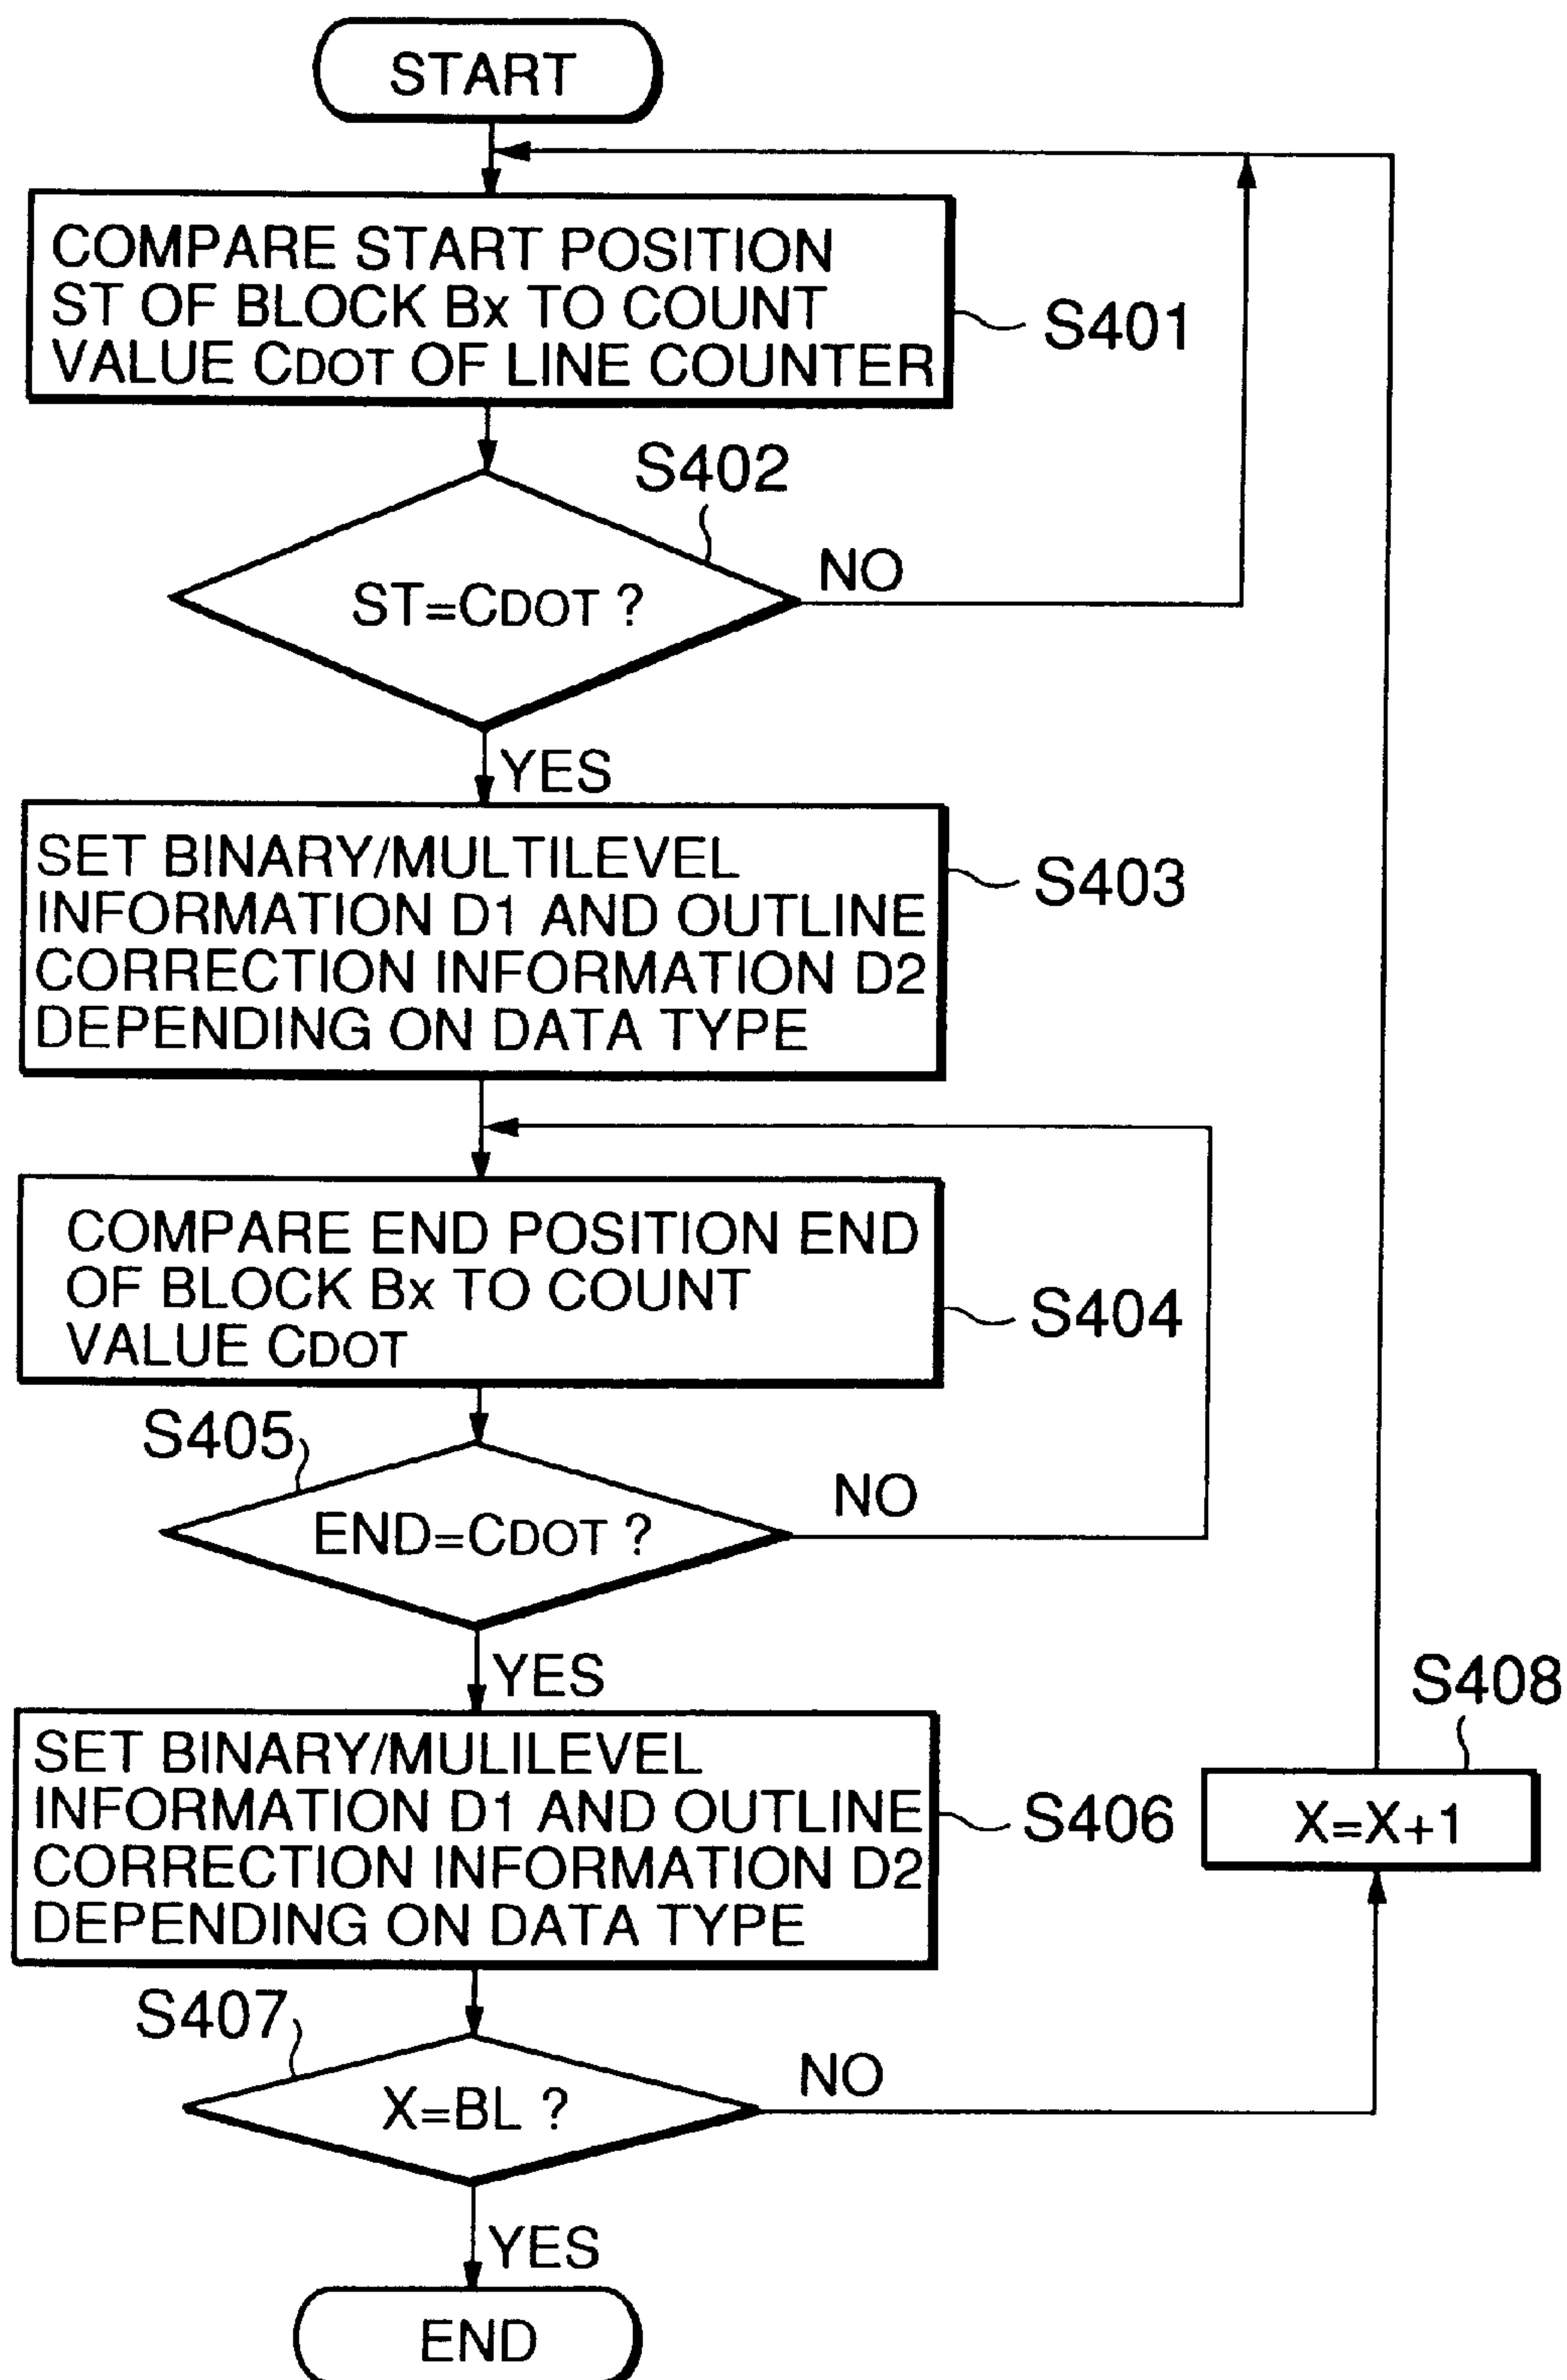 START
COMPARE START POSITION
ST OF BLOCK Bx TO COUNT
VALUE CDOT OF LINE COUNTER
S401
S402
ST=CDOT ?
NO
YES
SET BINARY/MULTILEVEL
INFORMATION D1 AND OUTLINE
CORRECTION INFORMATION D2
DEPENDING ON DATA TYPE
S403
COMPARE END POSITION END
OF BLOCK Bx TO COUNT
VALUE CDOT
S404
S405
END=CDOT ?
NO
YES
SET BINARY/MULILEVEL
INFORMATION D1 AND OUTLINE
CORRECTION INFORMATION D2
DEPENDING ON DATA TYPE
S406
S408
X=X+1
S407
X=BL ?
NO
YES
END